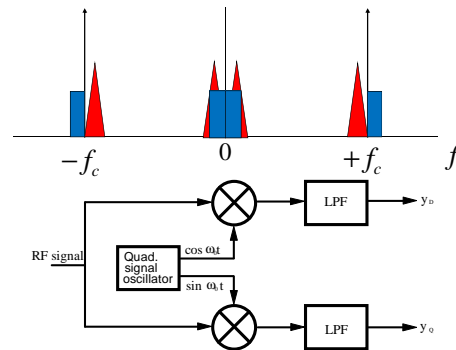 −f_c 0 +f_c f
LPF y_D
RF signal
Quad. signal oscillator
cos ω_c t
sin ω_c t
LPF y_Q